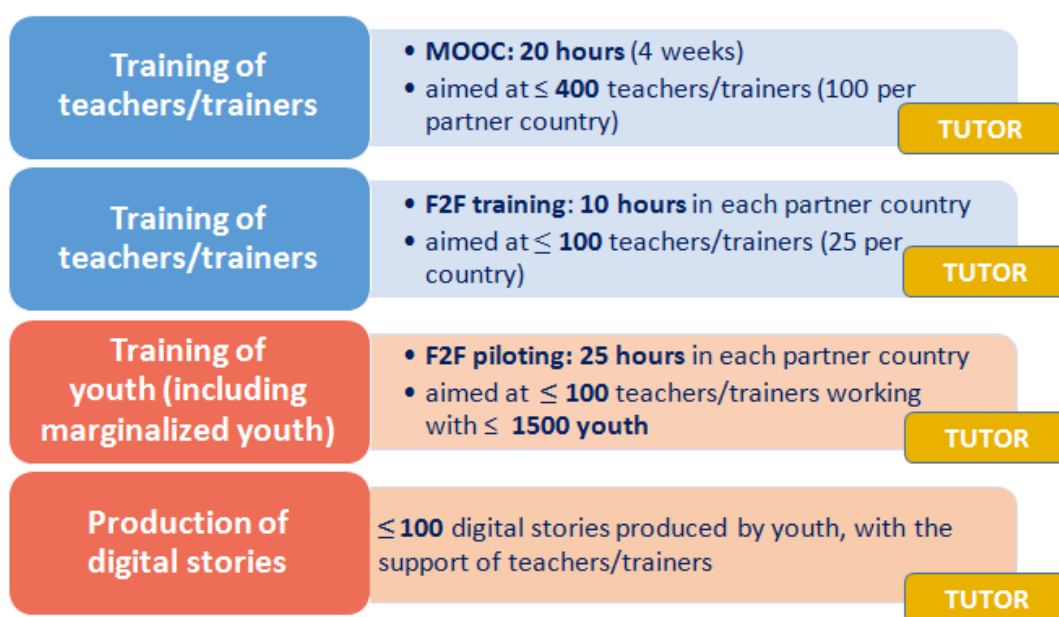 Training of
teachers/trainers
• MOOC: 20 hours (4 weeks)
• aimed at ≤ 400 teachers/trainers (100 per
partner country)
TUTOR
Training of
teachers/trainers
• F2F training: 10 hours in each partner country
• aimed at ≤ 100 teachers/trainers (25 per
country)
TUTOR
Training of
youth (including
marginalized youth)
• F2F piloting: 25 hours in each partner country
• aimed at ≤ 100 teachers/trainers working
with ≤ 1500 youth
TUTOR
Production of
digital stories
≤ 100 digital stories produced by youth, with the
support of teachers/trainers
TUTOR